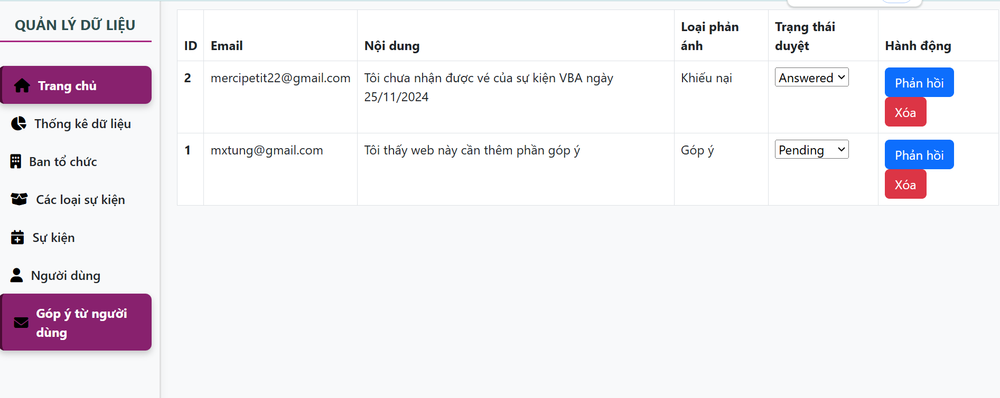 QUẢN LÝ DỮ LIỆU
Trang chủ
Thống kê dữ liệu
Ban tổ chức
Các loại sự kiện
Sự kiện
Người dùng
Góp ý từ người
dùng
ID Email Nội dung Loại phản ánh Trạng thái duyệt Hành động
2 mercipetit22@gmail.com Tôi chưa nhận được vé của sự kiện VBA ngày Khiếu nại Answered Phản hồi
25/11/2024 Xóa
1 mxtung@gmail.com Tôi thấy web này cần thêm phần góp ý Góp ý Pending Phản hồi
Xóa